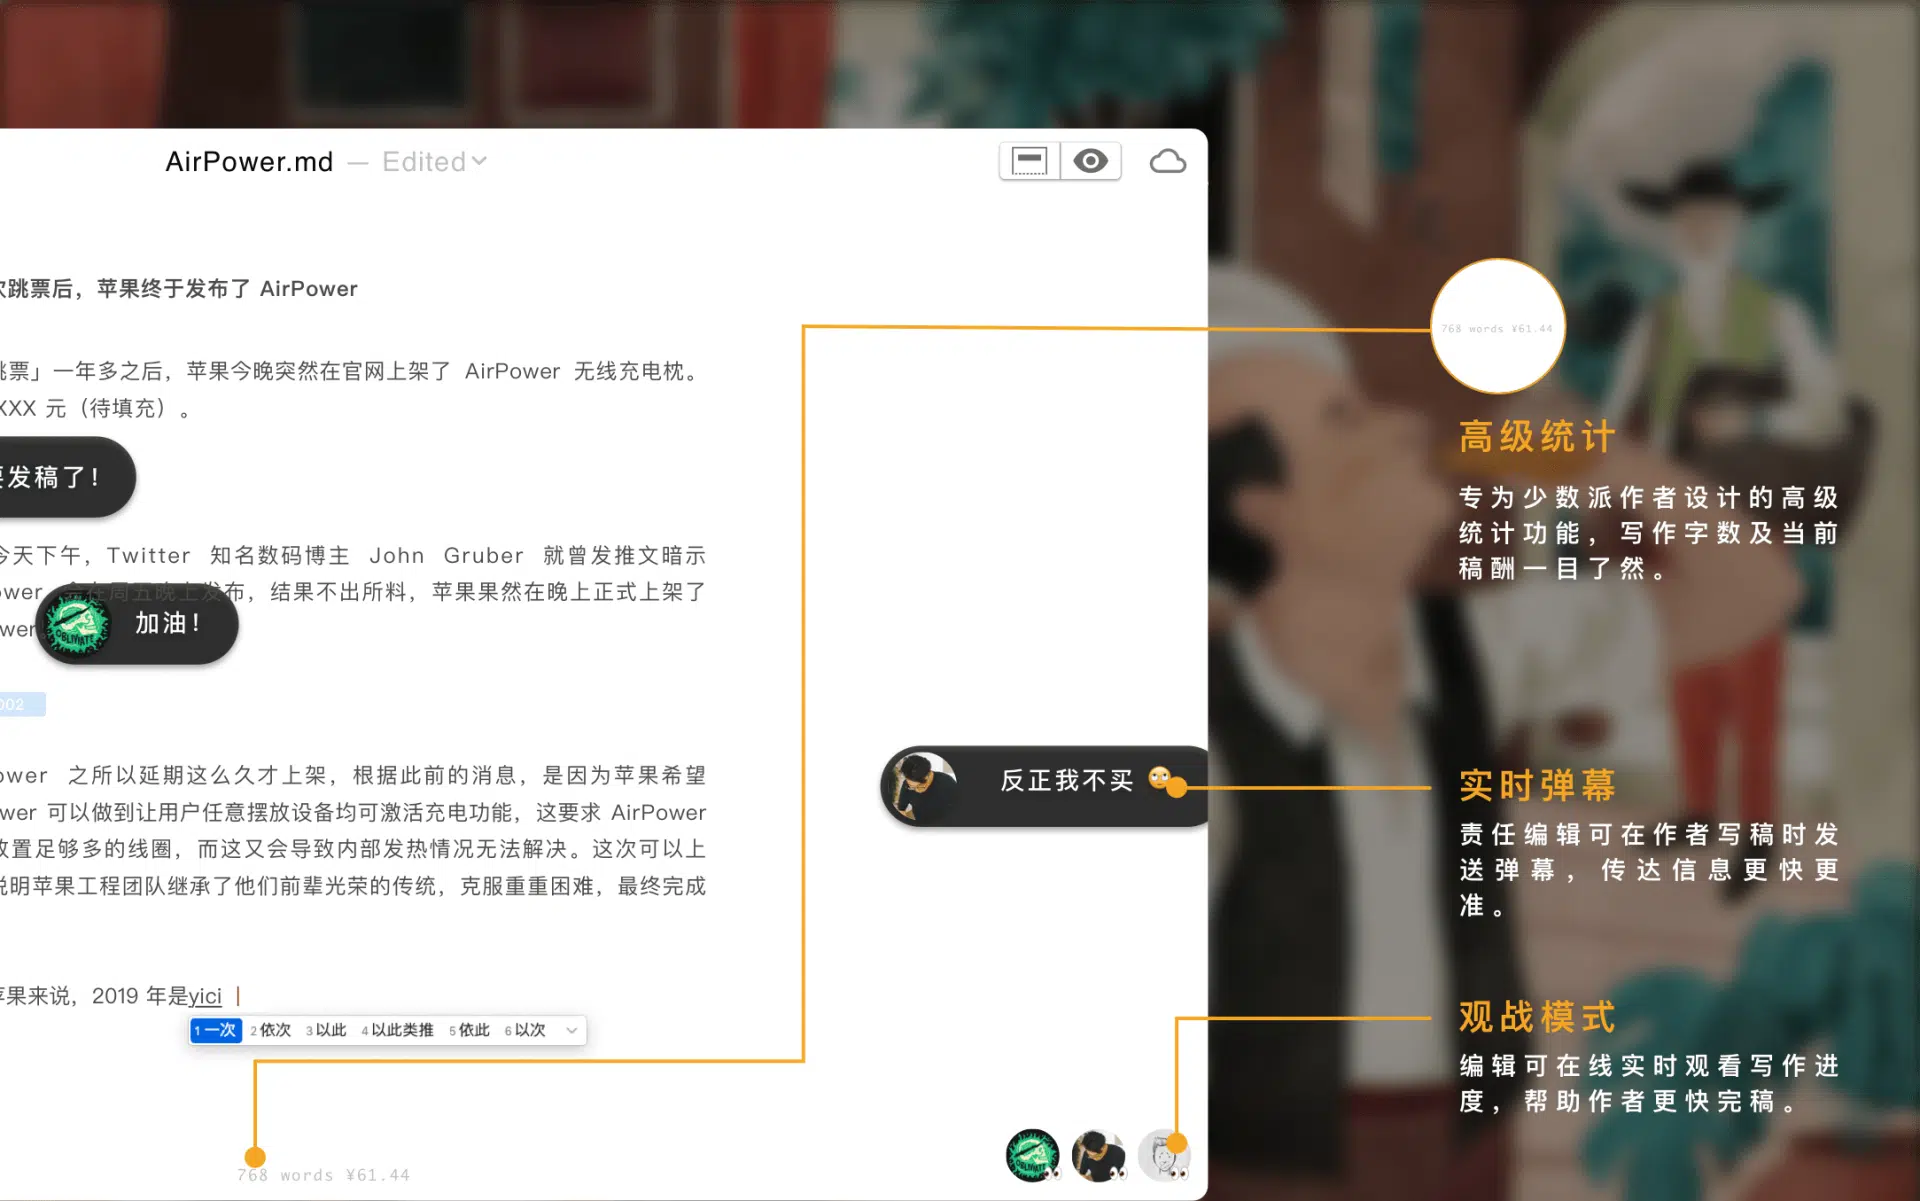 AirPower.md — Edited
次跳票后，苹果终于发布了 AirPower
跳票」一年多之后，苹果今晚突然在官网上架了 AirPower 无线充电枕。
XXX 元（待填充）。
要发稿了！
今天下午，Twitter 知名数码博主 John Gruber 就曾发推文暗示
ower 会在周五晚上发布，结果不出所料，苹果果然在晚上正式上架了
wer
加油！
OBLIVIATT
002
ower 之所以延期这么久才上架，根据此前的消息，是因为苹果希望
wer 可以做到让用户任意摆放设备均可激活充电功能，这要求 AirPower
放置足够多的线圈，而这又会导致内部发热情况无法解决。这次可以上
说明苹果工程团队继承了他们前辈光荣的传统，克服重重困难，最终完成
苹果来说，2019 年是yici
1 一次 2 依次 3 以此 4 以此类推 5 依此 6 以次
768 words ¥61.44
反正我不买 🙄
768 words ¥61.44
高级统计
专为少数派作者设计的高级
统计功能，写作字数及当前
稿酬一目了然。
实时弹幕
责任编辑可在作者写稿时发
送弹幕，传达信息更快更
准。
观战模式
编辑可在线实时观看写作进
度，帮助作者更快完稿。